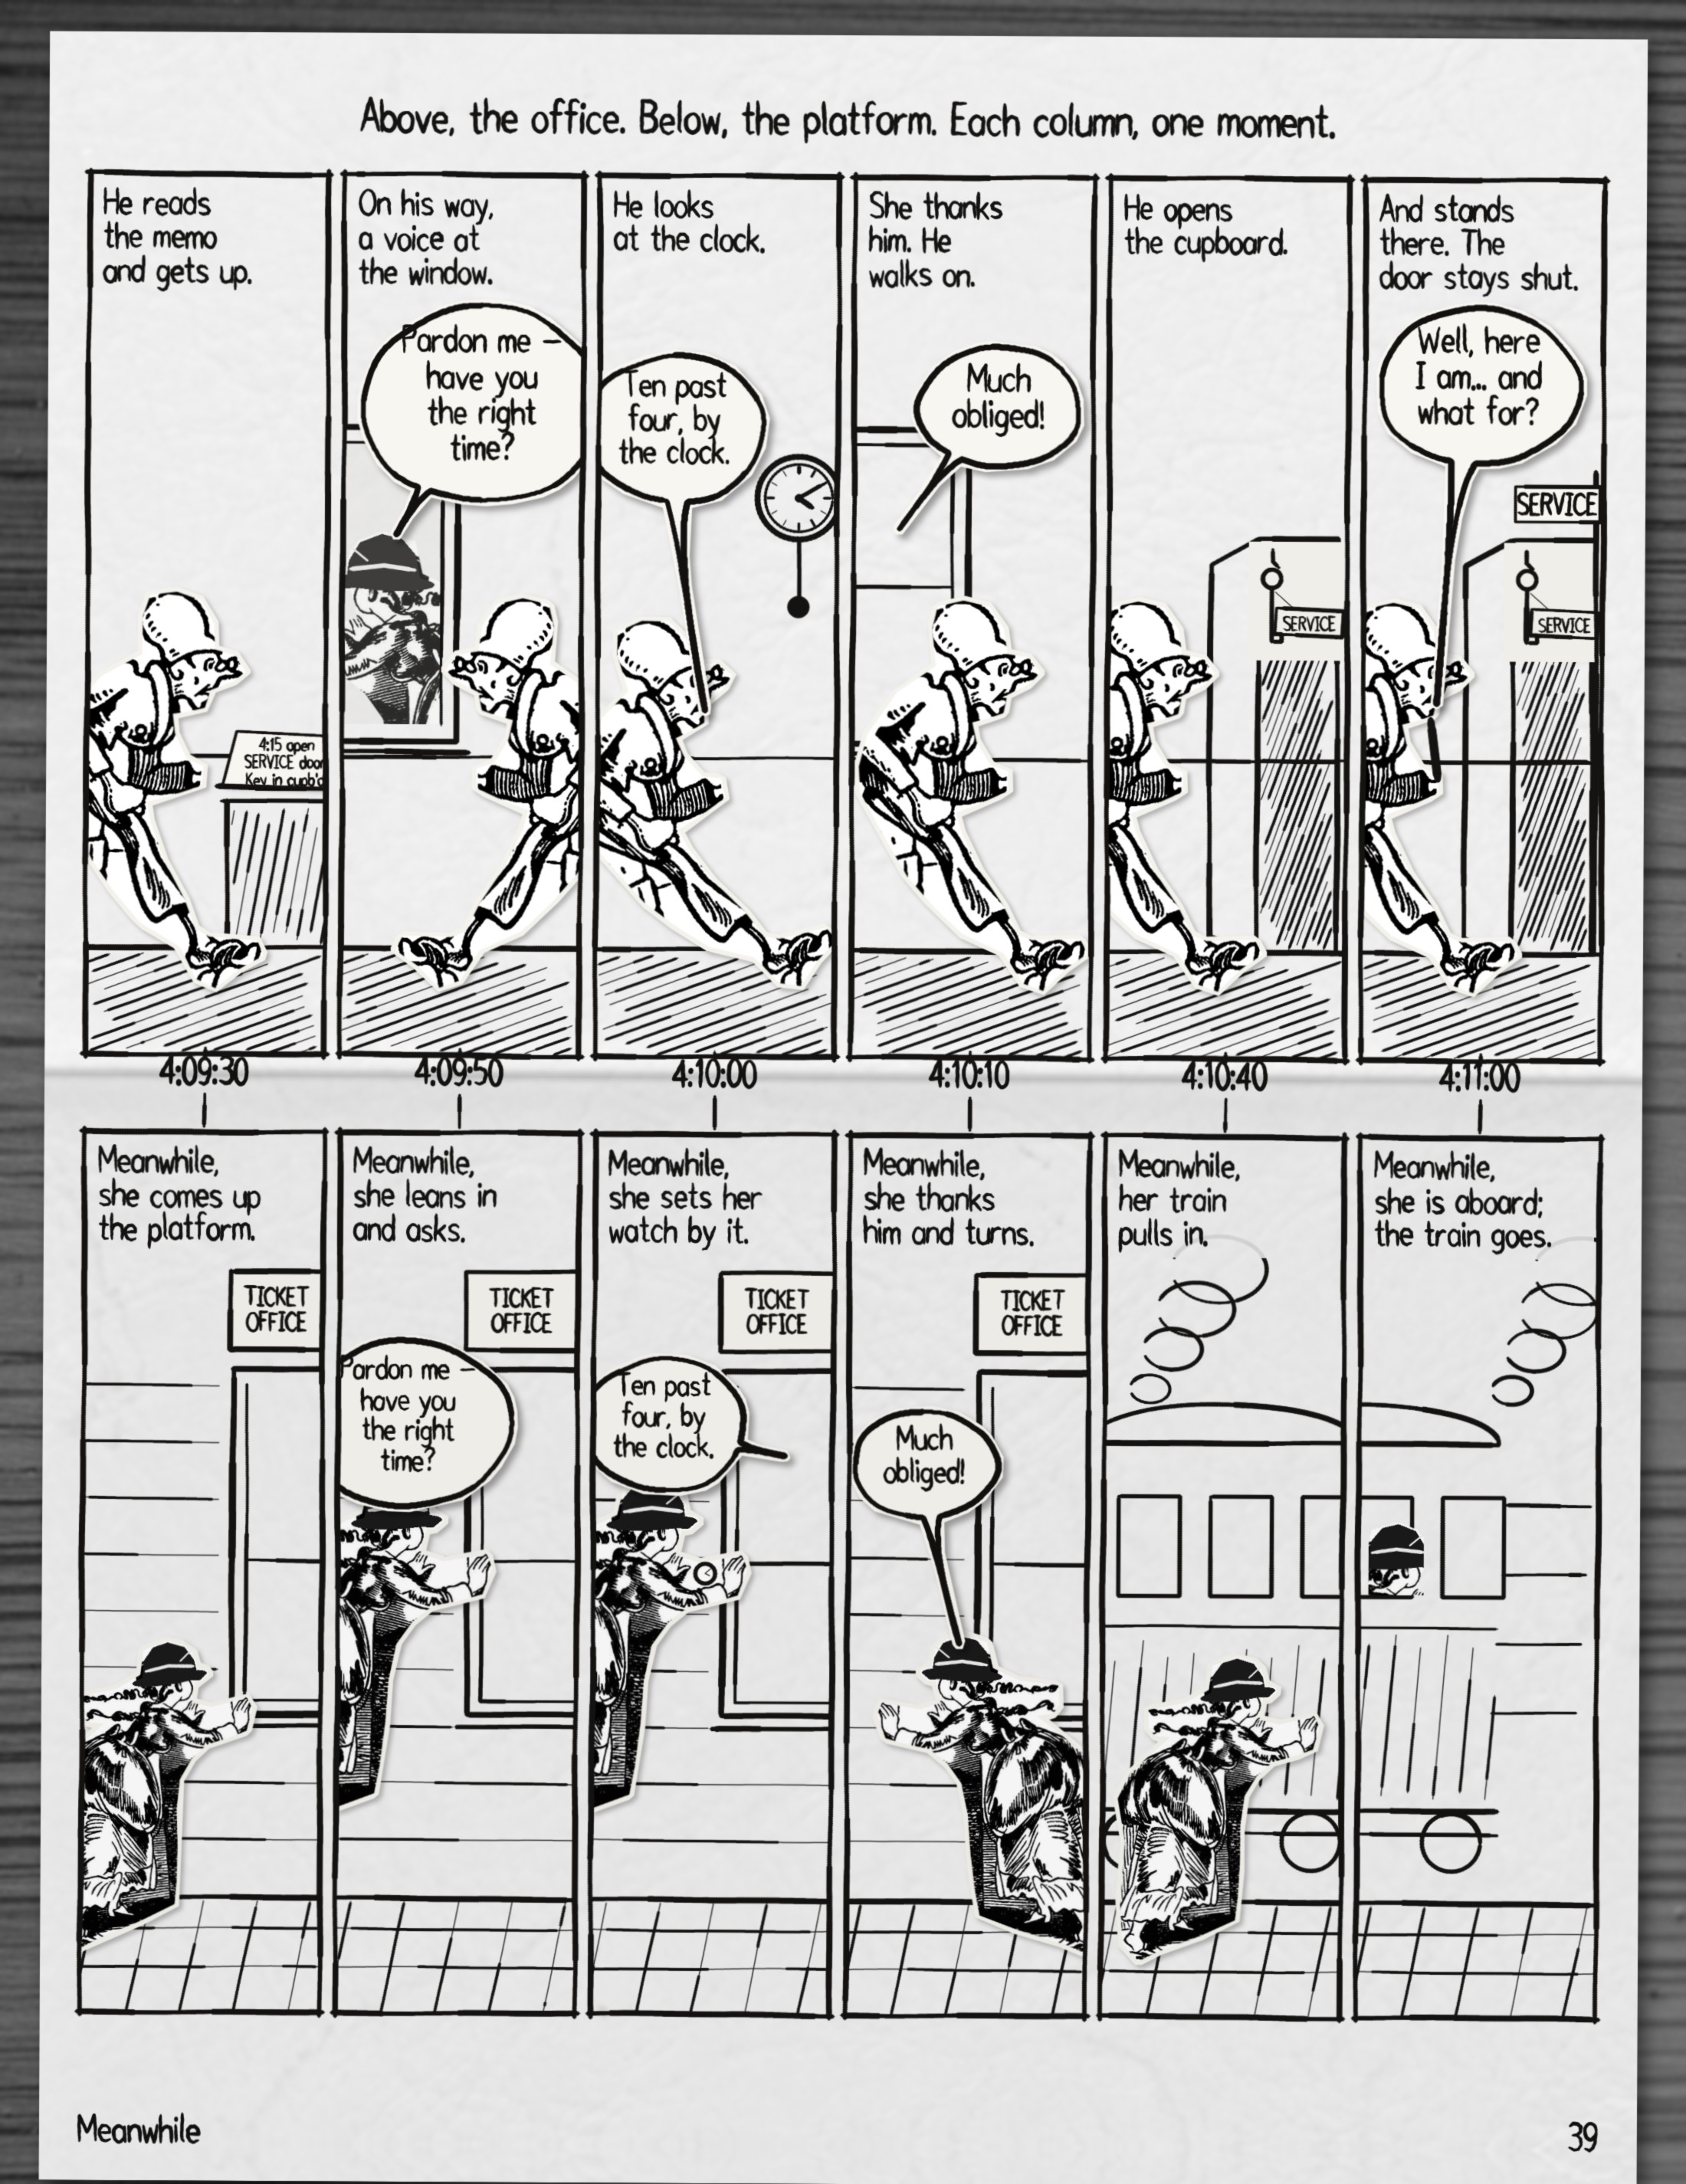 Above, the office. Below, the platform. Each column, one moment.
He reads
the memo
and gets up.
4:15 open
SERVICE door
Key in cupb'd
On his way,
a voice at
the window.
Pardon me –
have you
the right
time?
He looks
at the clock.
Ten past
four, by
the clock.
She thanks
him. He
walks on.
Much
obliged!
He opens
the cupboard.
SERVICE
And stands
there. The
door stays shut.
Well, here
I am... and
what for?
SERVICE
SERVICE
4:09:30
4:09:50
4:10:00
4:10:10
4:10:40
4:11:00
Meanwhile,
she comes up
the platform.
TICKET
OFFICE
Meanwhile,
she leans in
and asks.
TICKET
OFFICE
Pardon me –
have you
the right
time?
Meanwhile,
she sets her
watch by it.
TICKET
OFFICE
Ten past
four, by
the clock.
Meanwhile,
she thanks
him and turns.
TICKET
OFFICE
Much
obliged!
Meanwhile,
her train
pulls in.
Meanwhile,
she is aboard;
the train goes.
Meanwhile
39